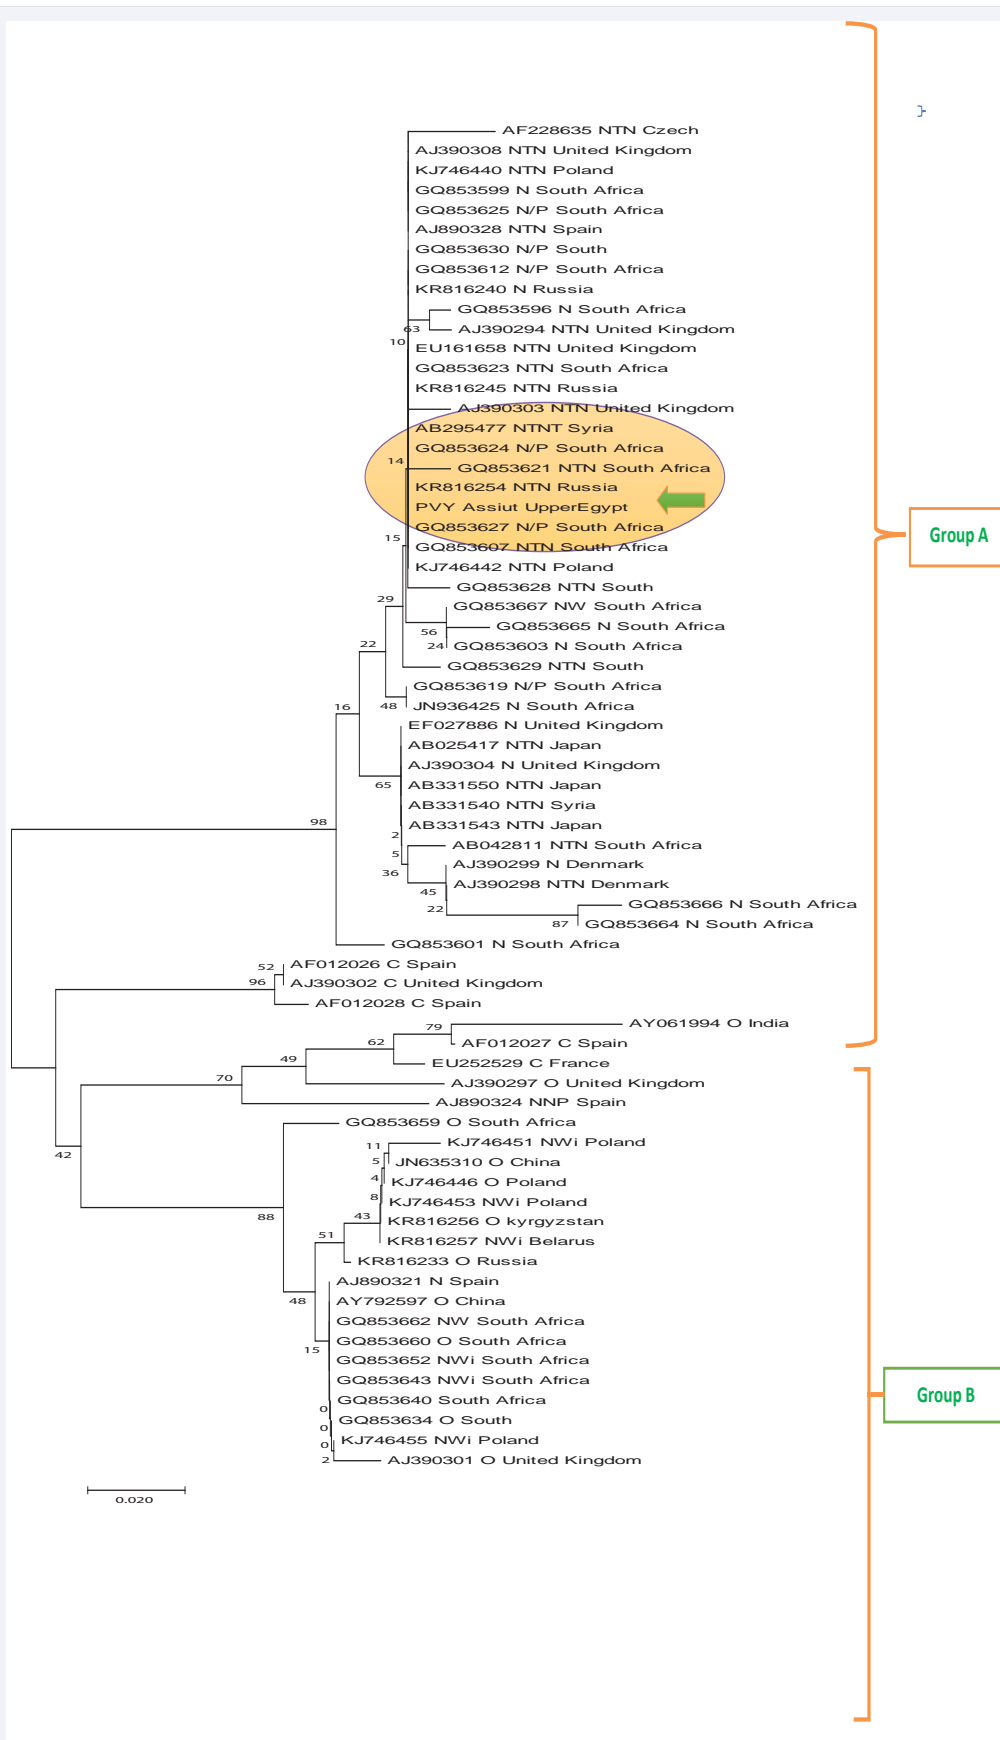 AF228635 NTN Czech
AJ390308 NTN United Kingdom
KJ746440 NTN Poland
GQ853599 N South Africa
GQ853625 N/P South Africa
AJ890328 NTN Spain
GQ853630 N/P South
GQ853612 N/P South Africa
KR816240 N Russia
GQ853596 N South Africa
63
AJ390294 NTN United Kingdom
10
EU161658 NTN United Kingdom
GQ853623 NTN South Africa
KR816245 NTN Russia
AJ390303 NTN United Kingdom
AB295477 NTNT Syria
GQ853624 N/P South Africa
14
GQ853621 NTN South Africa
KR816254 NTN Russia
PVY Assiut UpperEgypt
GQ853627 N/P South Africa
15
Group A
GQ853607 NTN South Africa
KJ746442 NTN Poland
GQ853628 NTN South
29
GQ853667 NW South Africa
56
GQ853665 N South Africa
24
GQ853603 N South Africa
22
GQ853629 NTN South
GQ853619 N/P South Africa
48
JN936425 N South Africa
16
EF027886 N United Kingdom
AB025417 NTN Japan
AJ390304 N United Kingdom
65
AB331550 NTN Japan
AB331540 NTN Syria
98
AB331543 NTN Japan
2
AB042811 NTN South Africa
5
AJ390299 N Denmark
36
AJ390298 NTN Denmark
45
GQ853666 N South Africa
22
87
GQ853664 N South Africa
GQ853601 N South Africa
52
AF012026 C Spain
96
AJ390302 C United Kingdom
AF012028 C Spain
AY061994 O India
79
AF012027 C Spain
62
EU252529 C France
49
AJ390297 O United Kingdom
70
AJ890324 NNP Spain
GQ853659 O South Africa
KJ746451 NWi Poland
11
42
5
JN635310 O China
4
KJ746446 O Poland
8
KJ746453 NWi Poland
88
43
KR816256 O kyrgyzstan
51
KR816257 NWi Belarus
KR816233 O Russia
AJ890321 N Spain
48
AY792597 O China
GQ853662 NW South Africa
GQ853660 O South Africa
15
GQ853652 NWi South Africa
GQ853643 NWi South Africa
Group B
GQ853640 South Africa
0
GQ853634 O South
0
KJ746455 NWi Poland
0
2
AJ390301 O United Kingdom
0.020